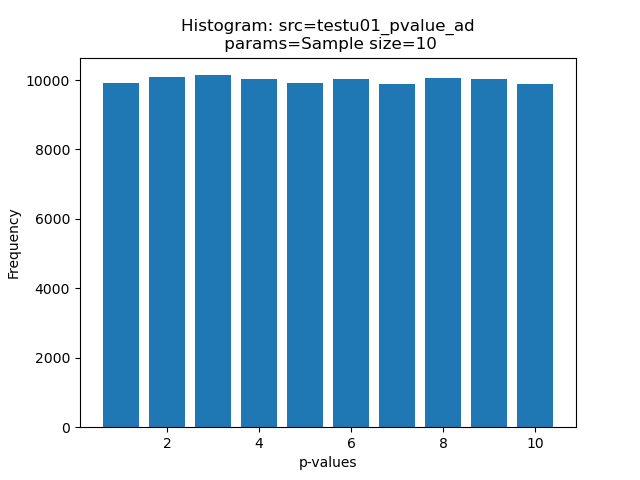 Histogram: src=testu01_pvalue_ad
params=Sample size=10
10000
8000
6000
4000
2000
0
Frequency
2 4 6 8 10
p-values